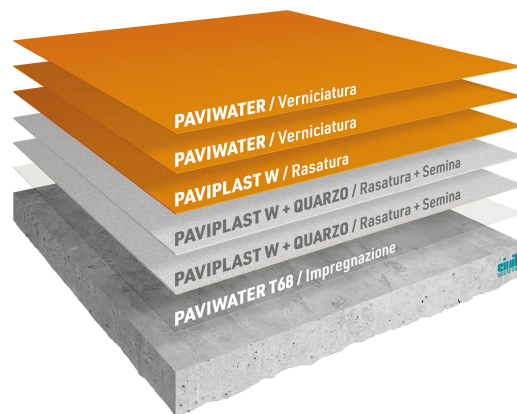 PAVIWATER / Verniciatura
PAVIWATER / Verniciatura
PAVIPLAST W / Rasatura
PAVIPLAST W + QUARZO / Rasatura + Semina
PAVIPLAST W + QUARZO / Rasatura + Semina
PAVIWATER T68 / Impregnazione